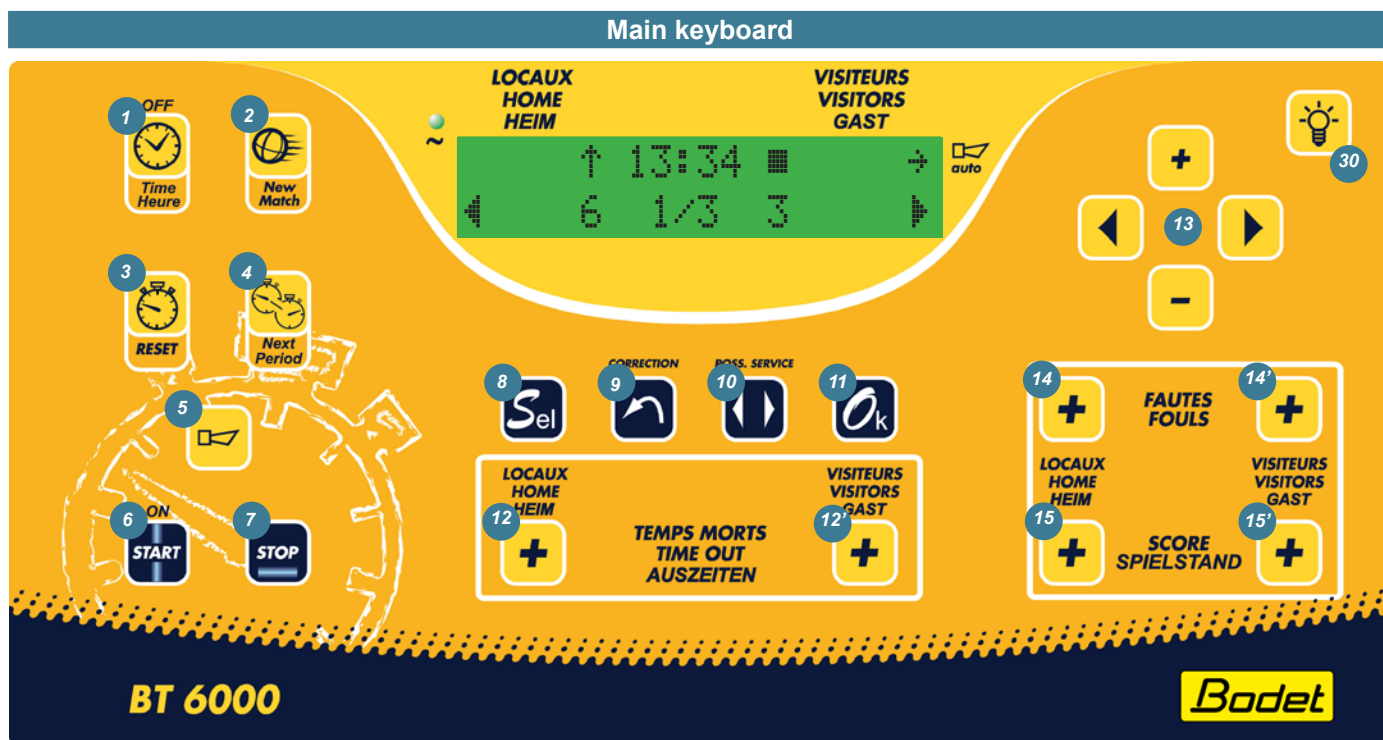 Main keyboard
LOCAUX
HOME
HEIM
VISITEURS
VISITORS
GAST
~
↑ 13:34 ■ →
auto
◀ 6 1/3 3 ▶
OFF
1
Time
Heure
2
New
Match
30
+
13
-
3
RESET
4
Next
Period
5
ON
6
START
7
STOP
8
Sel
CORRECTION
9
POSS. SERVICE
10
11
Ok
LOCAUX
HOME
HEIM
12
+
TEMPS MORTS
TIME OUT
AUSZEITEN
VISITEURS
VISITORS
GAST
12'
+
14
+
FAUTES
FOULS
14'
+
LOCAUX
HOME
HEIM
VISITEURS
VISITORS
GAST
15
+
SCORE
SPIELSTAND
15'
+
BT 6000
Bodet